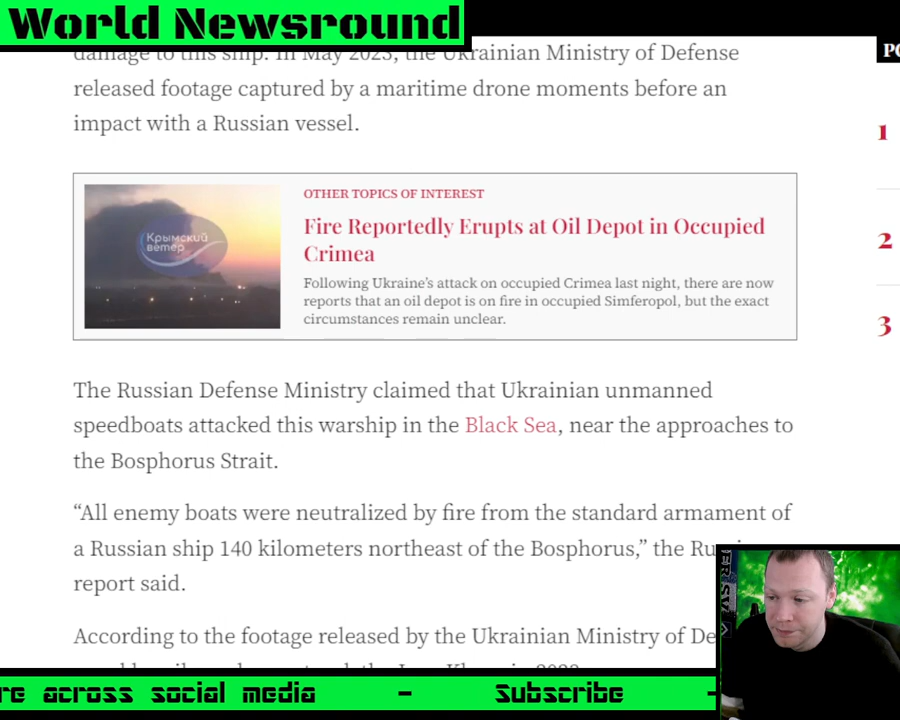 World Newsround
damage to this ship. In May 2023, the Ukrainian Ministry of Defense
released footage captured by a maritime drone moments before an
impact with a Russian vessel.
PO
1
2
3
OTHER TOPICS OF INTEREST
Fire Reportedly Erupts at Oil Depot in Occupied
Crimea
Following Ukraine’s attack on occupied Crimea last night, there are now
reports that an oil depot is on fire in occupied Simferopol, but the exact
circumstances remain unclear.
Крымский
ветер
The Russian Defense Ministry claimed that Ukrainian unmanned
speedboats attacked this warship in the Black Sea, near the approaches to
the Bosphorus Strait.
“All enemy boats were neutralized by fire from the standard armament of
a Russian ship 140 kilometers northeast of the Bosphorus,” the
report said.
According to the footage released by the Ukrainian Ministry of De
re across social media - Subscribe -